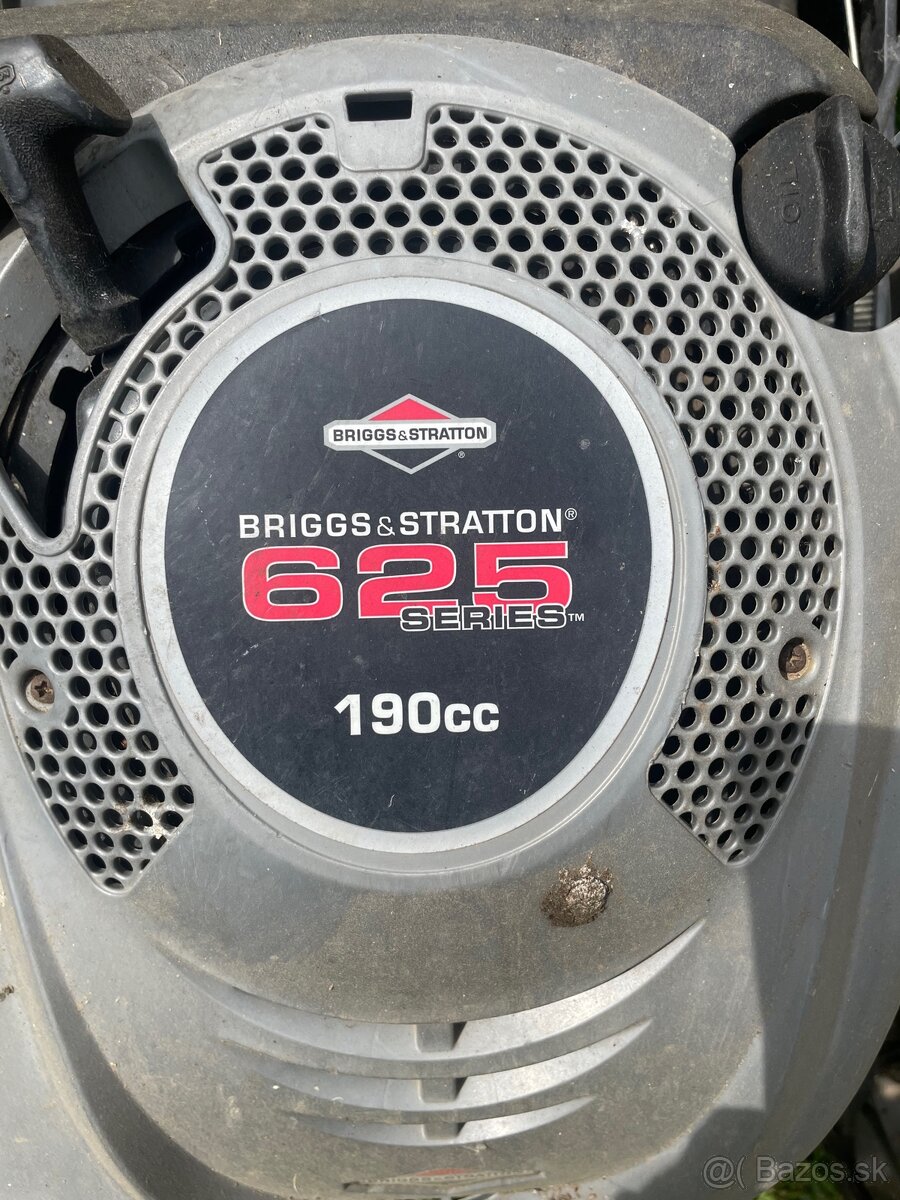 OIL
BRIGGS&STRATTON®
BRIGGS & STRATTON®
625
SERIES™
190cc
@( Bazos.sk